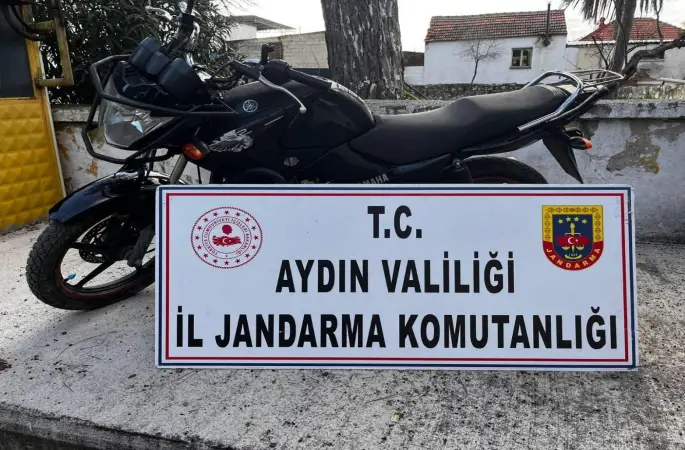 YAMAHA
T.C.
AYDIN VALİLİĞİ
İL JANDARMA KOMUTANLIĞI
JANDARMA